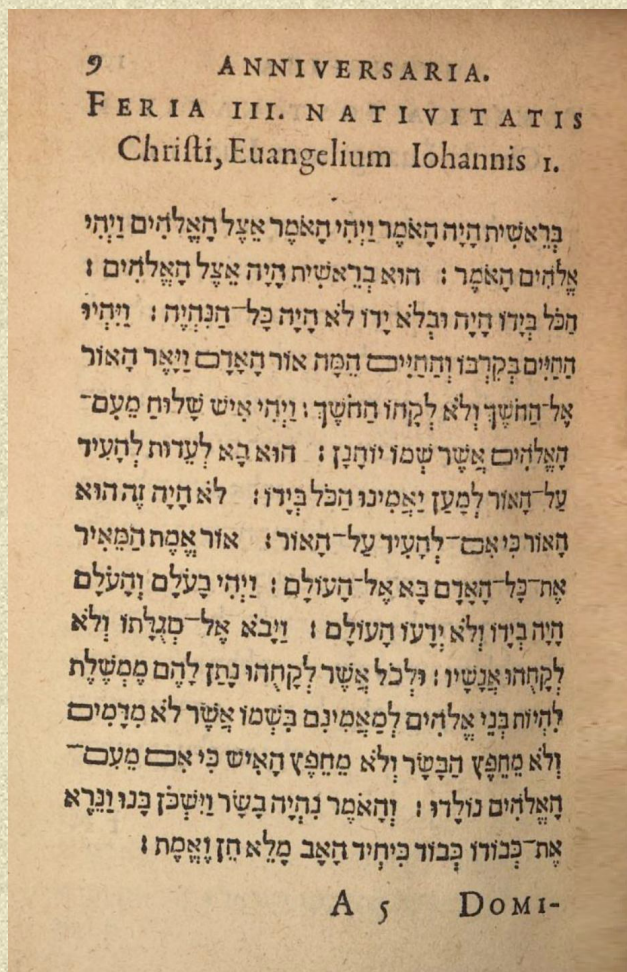 9 ANNIVERSARIA.
FERIA III. NATIVITATIS
Chriſti, Euangelium Iohannis 1.
בְּרֵאשִׁית הָיָה הָאֹמֶר וַיְהִי הָאֹמֶר אֵצֶל הָאֱלֹהִים וַיְהִי
אֱלֹהִים הָאֹמֶר׃ הוּא בְרֵאשִׁית הָיָה אֵצֶל הָאֱלֹהִים׃
הַכֹּל בְּיָדוֹ הָיָה וּבְלֹא יָדוֹ לֹא הָיָה כָּל־הַנִּהְיֶה׃ וַיִּהְיוּ
הַחַיִּים בְּקִרְבּוֹ וְהַחַיִּים הֵמָּה אוֹר הָאָדָם וַיָּאֶר הָאוֹר
אֶל־הַחֹשֶׁךְ וְלֹא לְקָחוֹ הַחֹשֶׁךְ׃ וַיְהִי אִישׁ שָׁלוּחַ מֵעִם־
הָאֱלֹהִים אֲשֶׁר שְׁמוֹ יוֹהָנָן׃ הוּא בָא לְעֵדוּת לְהָעִיד
עַל־הָאוֹר לְמַעַן יַאֲמִינוּ הַכֹּל בְּיָדוֹ׃ לֹא הָיָה זֶה הוּא
הָאוֹר כִּי אִם־לְהָעִיד עַל־הָאוֹר׃ אוֹר אֱמֶת הַמֵּאִיר
אֶת־כָּל־הָאָדָם בָּא אֶל־הָעוֹלָם׃ וַיְהִי בָעֹלָם וְהָעֹלָם
הָיָה בְיָדוֹ וְלֹא יְדָעוֹ הָעוֹלָם׃ וַיָּבֹא אֶל־סְגֻלָּתוֹ וְלֹא
לְקָחֻהוּ אֲנָשָׁיו׃ וּלְכֹל אֲשֶׁר לְקָחֻהוּ נָתַן לָהֶם מֶמְשֶׁלֶת
לִהְיוֹת בְּנֵי אֱלֹהִים לְמַאֲמִינִם בִּשְׁמוֹ אֲשֶׁר לֹא מִדָּמִים
וְלֹא מֵחֵפֶץ הַבָּשָׂר וְלֹא מֵחֵפֶץ הָאִישׁ כִּי אִם מֵעִם־
הָאֱלֹהִים נוֹלָדוּ׃ וְהָאֹמֶר נִהְיָה בָשָׂר וַיִּשְׁכֹּן בָּנוּ וַנֵּרֶא
אֶת־כְּבוֹדוֹ כְּבוֹד כִּיחִיד הָאָב מָלֵא חֵן וֶאֱמֶת׃
A 5 DOMI-